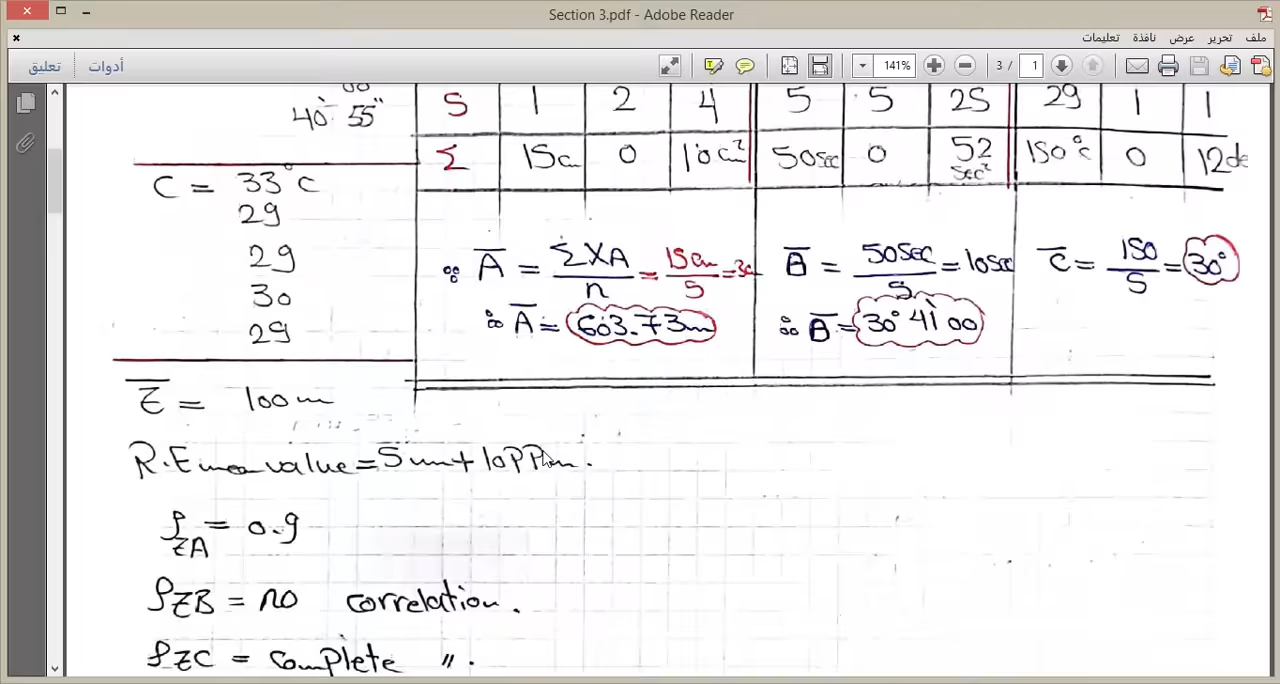 Section 3.pdf - Adobe Reader
ملف تحرير عرض نافذة تعليمات
تعليق أدوات 141% 3 / 1
40' 55"
5 1 2 4 5 5 25 29 1 1
Σ 15cm 0 10cm² 50sec 0 52 sec² 150°c 0 12de
C = 33°C
29
29
30
29
∴ A̅ = ΣXA / n = 15cm / 5 = 3c
∴ A̅ = 603.73m
B̅ = 50sec / 5 = 10sec
∴ B̅ = 30° 41' 00
C̅ = 150 / 5 = 30°
Z̅ = 100m
R.E mean value = 5mm + 10PPm.
ρZA = 0.9
ρZB = no correlation.
ρZC = complete 〃.